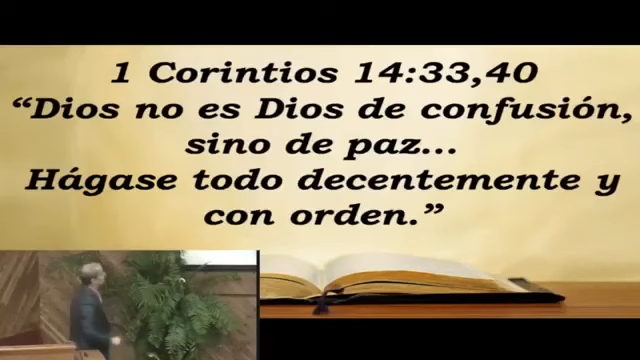 1 Corintios 14:33,40
“Dios no es Dios de confusión,
sino de paz...
Hágase todo decentemente y
con orden.”